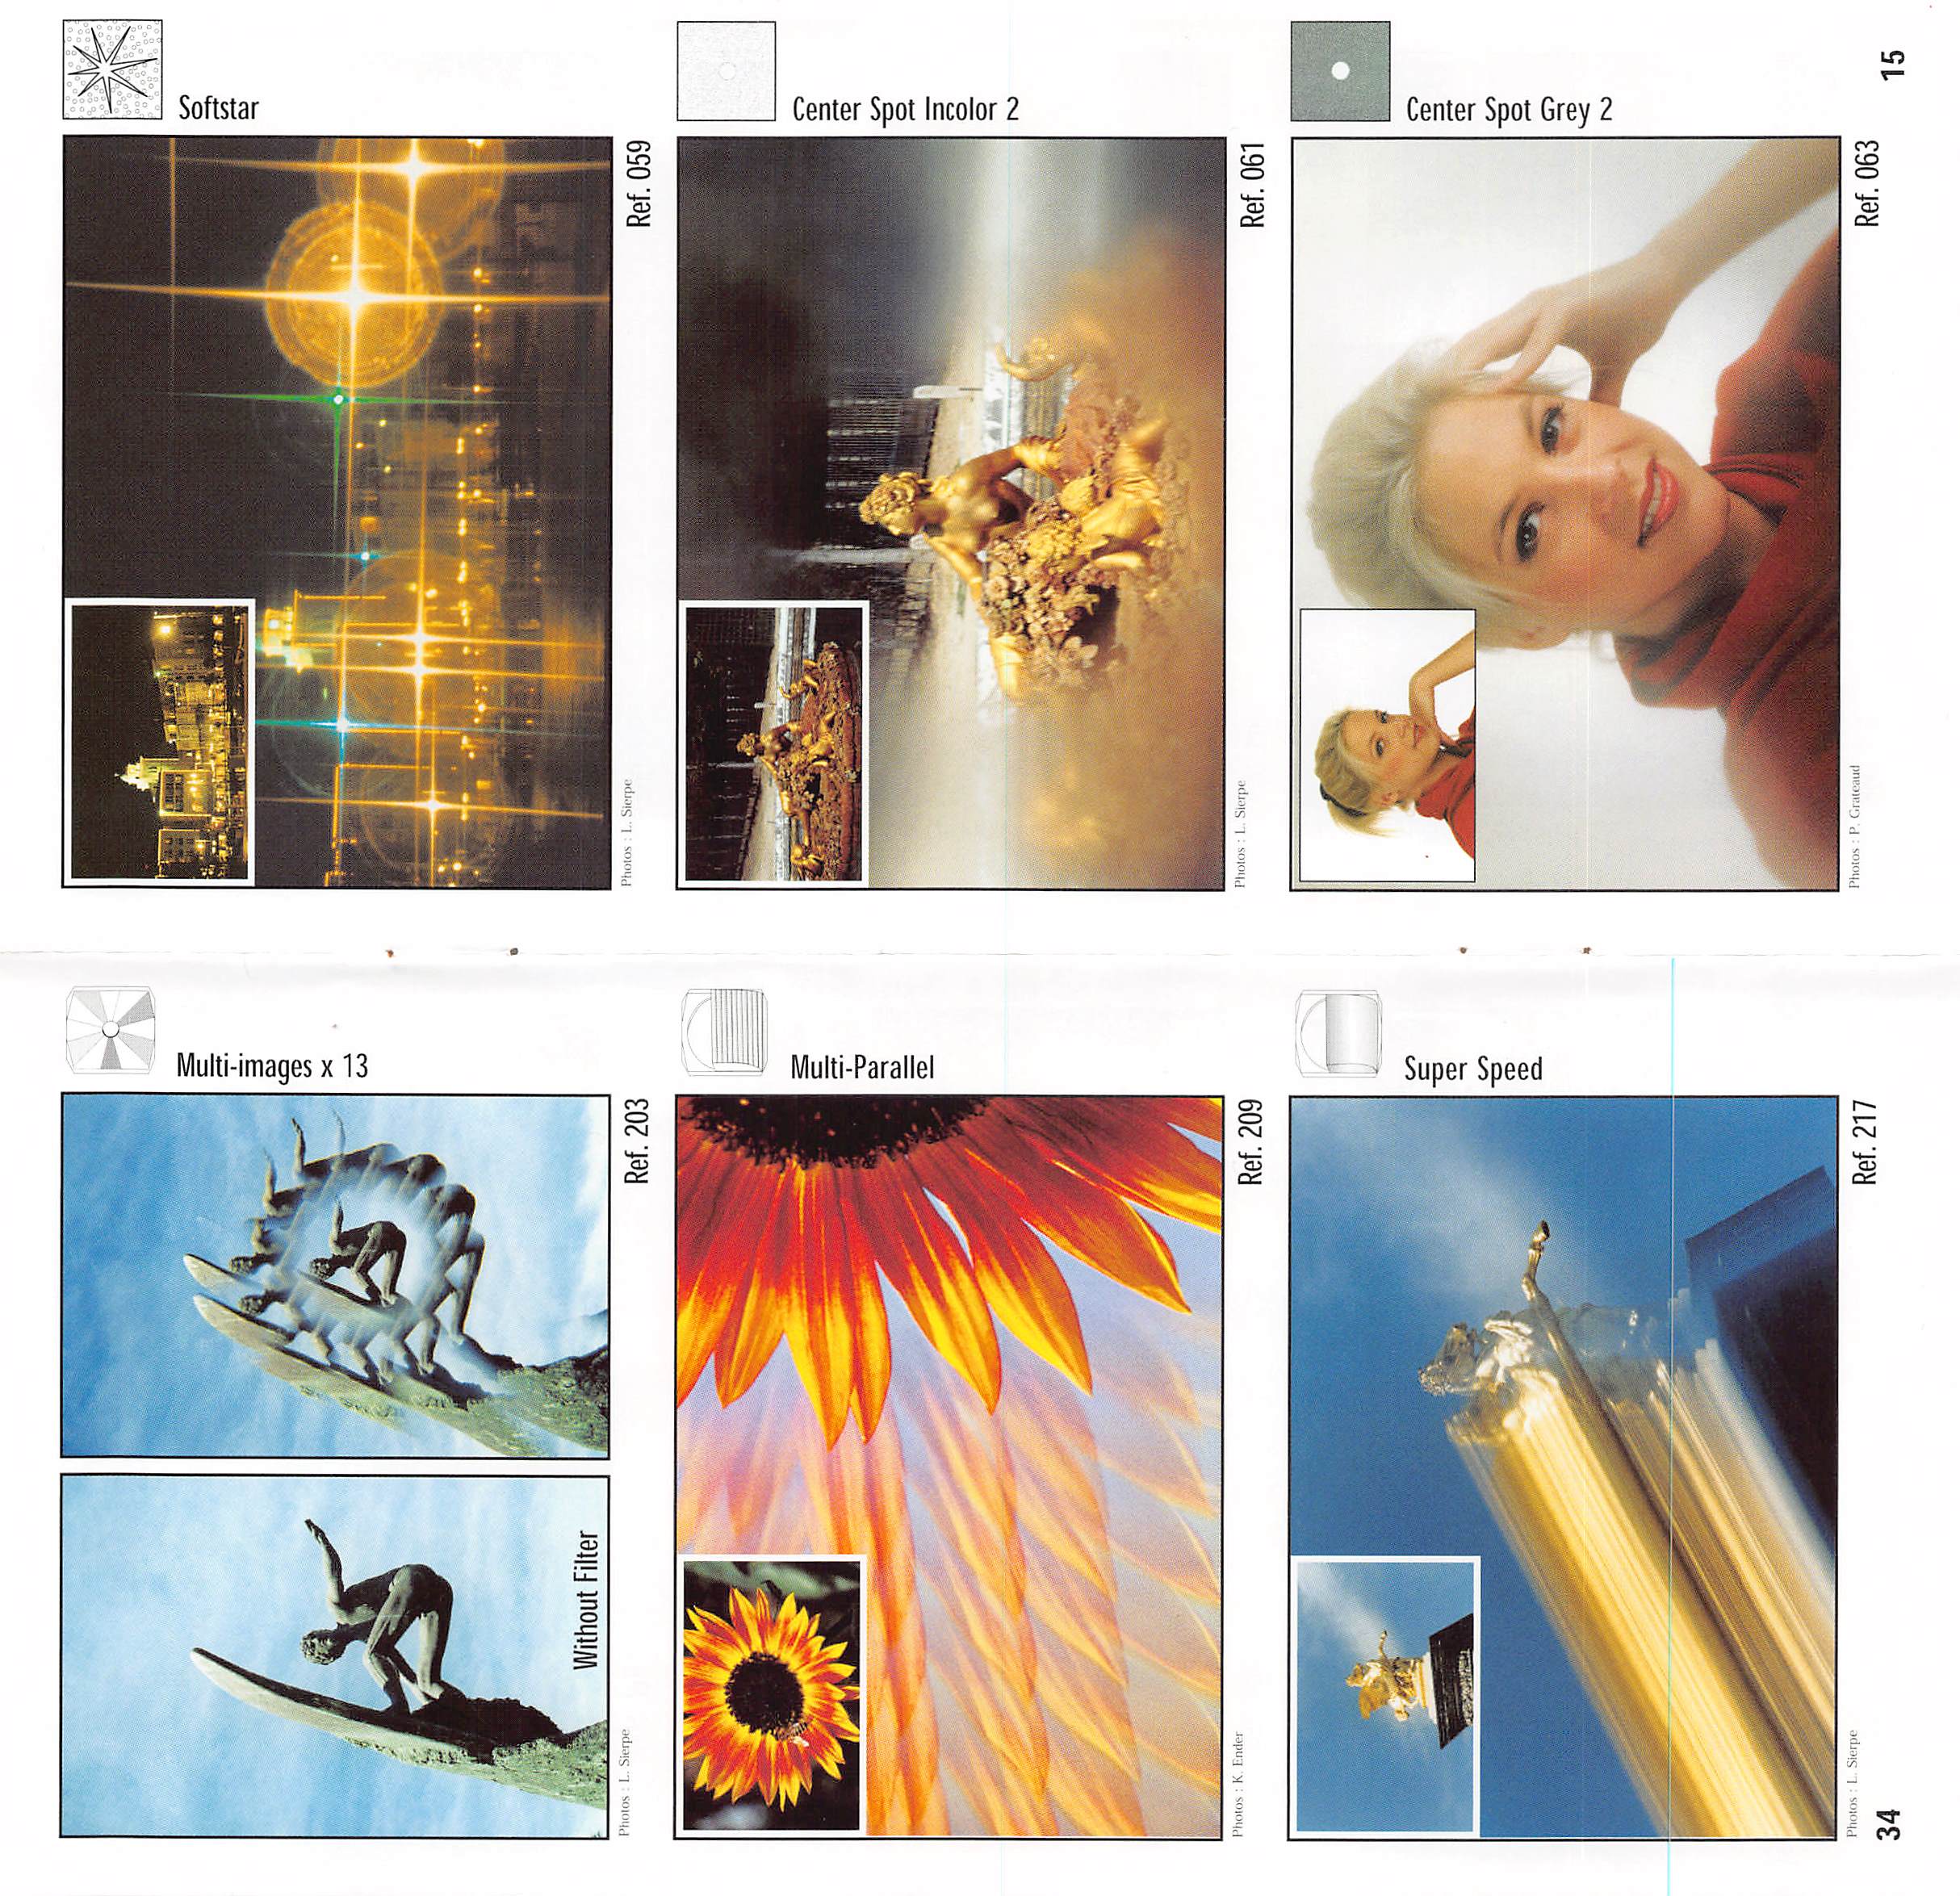 Softstar
Ref. 059
Photos : L. Sierpe
Center Spot Incolor 2
Ref. 061
Photos : L. Sierpe
Center Spot Grey 2
Ref. 063
Photos : P. Grateaud
15
Multi-images x 13
Ref. 203
Without Filter
Photos : L. Sierpe
Multi-Parallel
Ref. 209
Photos : K. Ender
Super Speed
Ref. 217
Photos : L. Sierpe
34